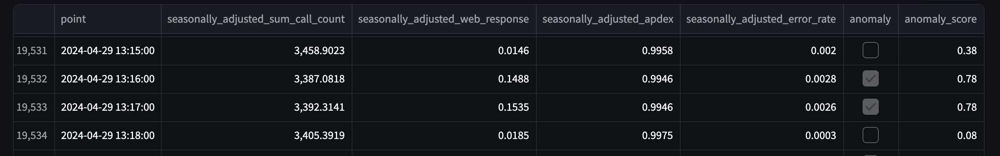 point seasonally_adjusted_sum_call_count seasonally_adjusted_web_response seasonally_adjusted_apdex seasonally_adjusted_error_rate anomaly anomaly_score
19,531 2024-04-29 13:15:00 3,458.9023 0.0146 0.9958 0.002 0.38
19,532 2024-04-29 13:16:00 3,387.0818 0.1488 0.9946 0.0028 0.78
19,533 2024-04-29 13:17:00 3,392.3141 0.1535 0.9946 0.0026 0.78
19,534 2024-04-29 13:18:00 3,405.3919 0.0185 0.9975 0.0003 0.08